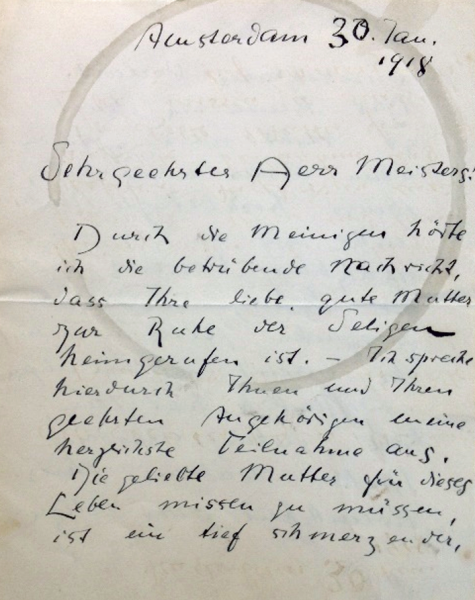 Amsterdam 30. Jan.
1918
Sehrgeehrter Herr Meisters!
Durch die Meinigen hörte
ich die betrübende Nachricht,
dass Ihre liebe, gute Mutter
zur Ruhe der Seligen
heimgerufen ist. – Ich spreche
hierdurch Ihnen und Ihren
geehrten Angehörigen meine
herzlichste Teilnahme aus.
Die geliebte Mutter für dieses
Leben missen zu müssen,
ist ein tief schmerzender,